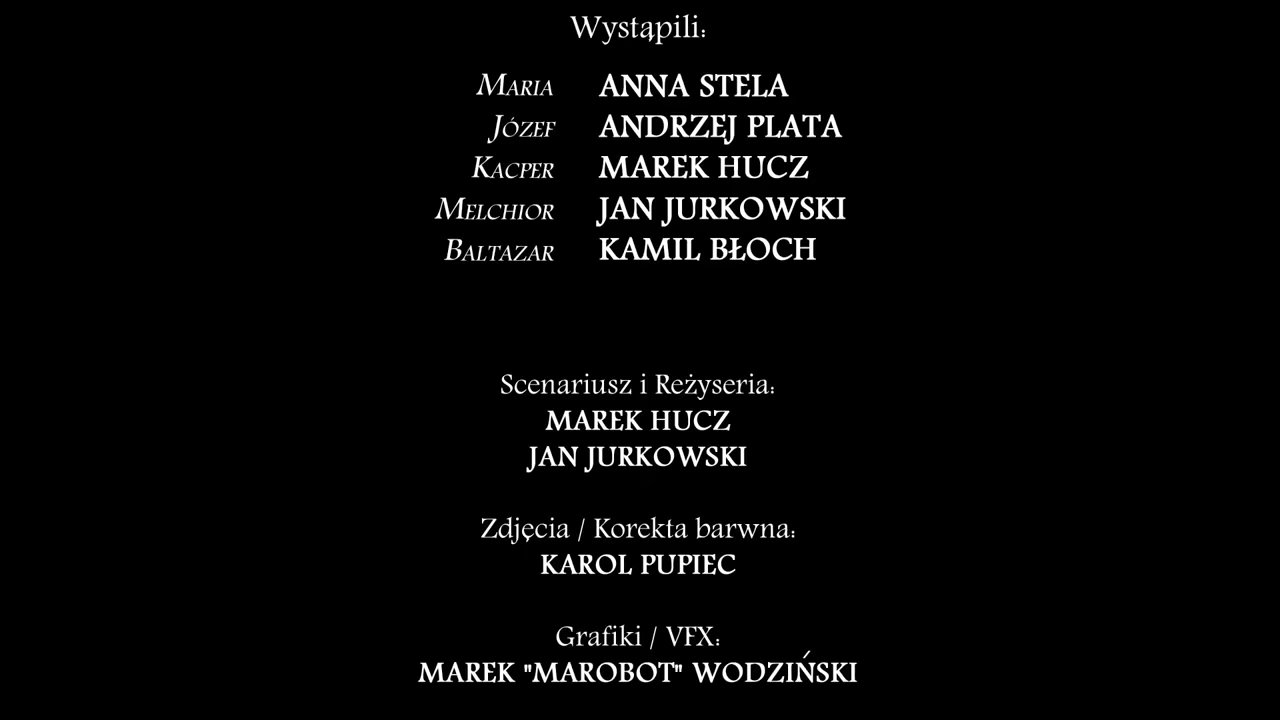 Wystąpili:
Maria ANNA STELA
Józef ANDRZEJ PLATA
Kacper MAREK HUCZ
Melchior JAN JURKOWSKI
Baltazar KAMIL BŁOCH
Scenariusz i Reżyseria:
MAREK HUCZ
JAN JURKOWSKI
Zdjęcia / Korekta barwna:
KAROL PUPIEC
Grafiki / VFX:
MAREK "MAROBOT" WODZIŃSKI